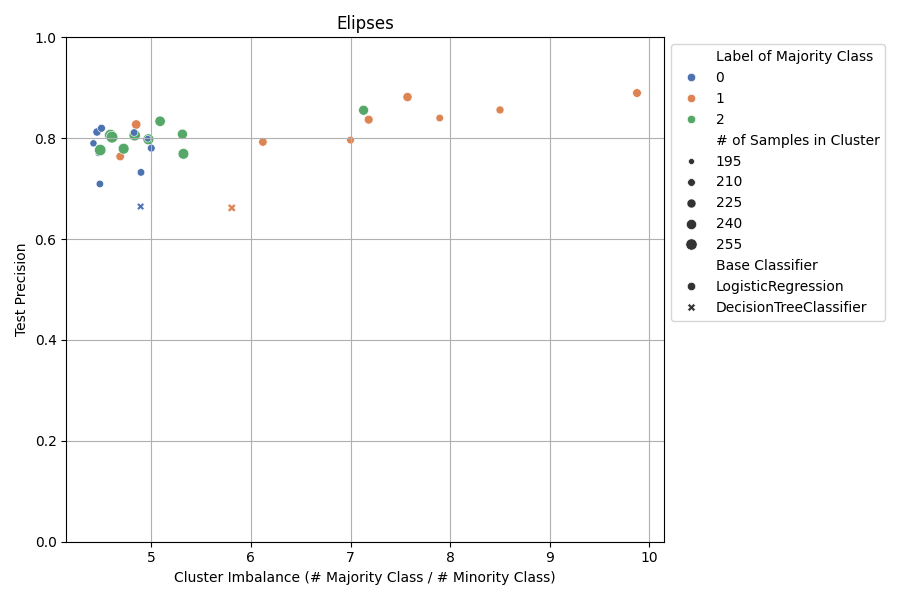 Elipses
1.0
0.8
0.6
0.4
0.2
0.0
Test Precision
5 6 7 8 9 10
Cluster Imbalance (# Majority Class / # Minority Class)
Label of Majority Class
0
1
2
# of Samples in Cluster
195
210
225
240
255
Base Classifier
LogisticRegression
DecisionTreeClassifier